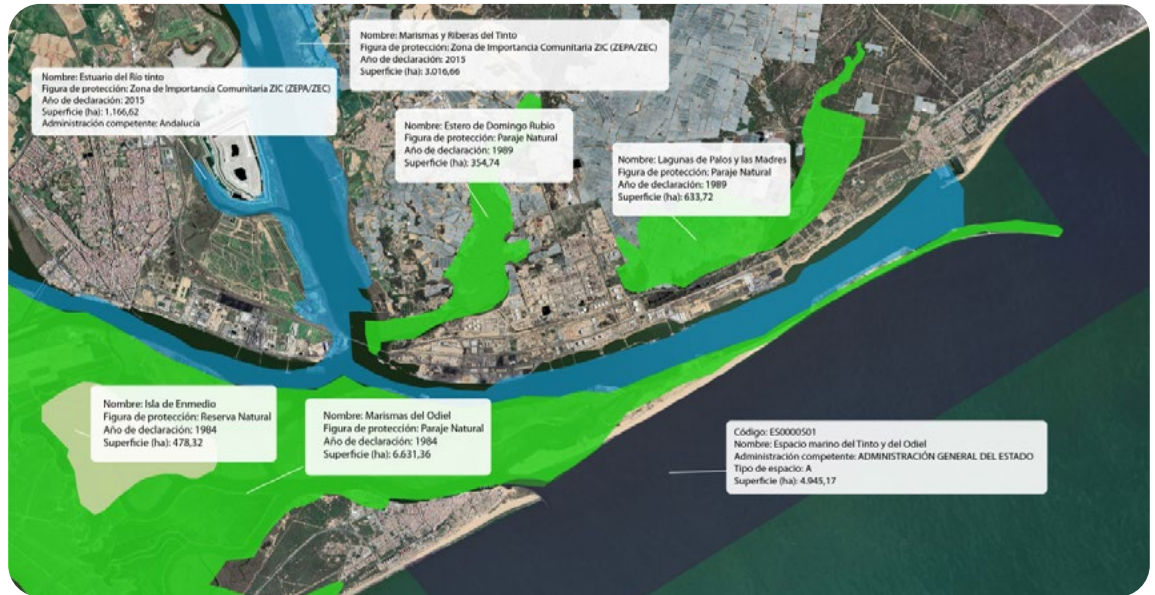 Nombre: Marismas y Riberas del Tinto
Figura de protección: Zona de Importancia Comunitaria ZIC (ZEPA/ZEC)
Año de declaración: 2015
Superficie (ha): 3.016,66
Nombre: Estuario del Río tinto
Figura de protección: Zona de Importancia Comunitaria ZIC (ZEPA/ZEC)
Año de declaración: 2015
Superficie (ha): 1.166,62
Administración competente: Andalucía
Nombre: Estero de Domingo Rubio
Figura de protección: Paraje Natural
Año de declaración: 1989
Superficie (ha): 354,74
Nombre: Lagunas de Palos y las Madres
Figura de protección: Paraje Natural
Año de declaración: 1989
Superficie (ha): 633,72
Nombre: Isla de Enmedio
Figura de protección: Reserva Natural
Año de declaración: 1984
Superficie (ha): 478,32
Nombre: Marismas del Odiel
Figura de protección: Paraje Natural
Año de declaración: 1984
Superficie (ha): 6.631,36
Código: ES0000501
Nombre: Espacio marino del Tinto y del Odiel
Administración competente: ADMINISTRACIÓN GENERAL DEL ESTADO
Tipo de espacio: A
Superficie (ha): 4.945,17